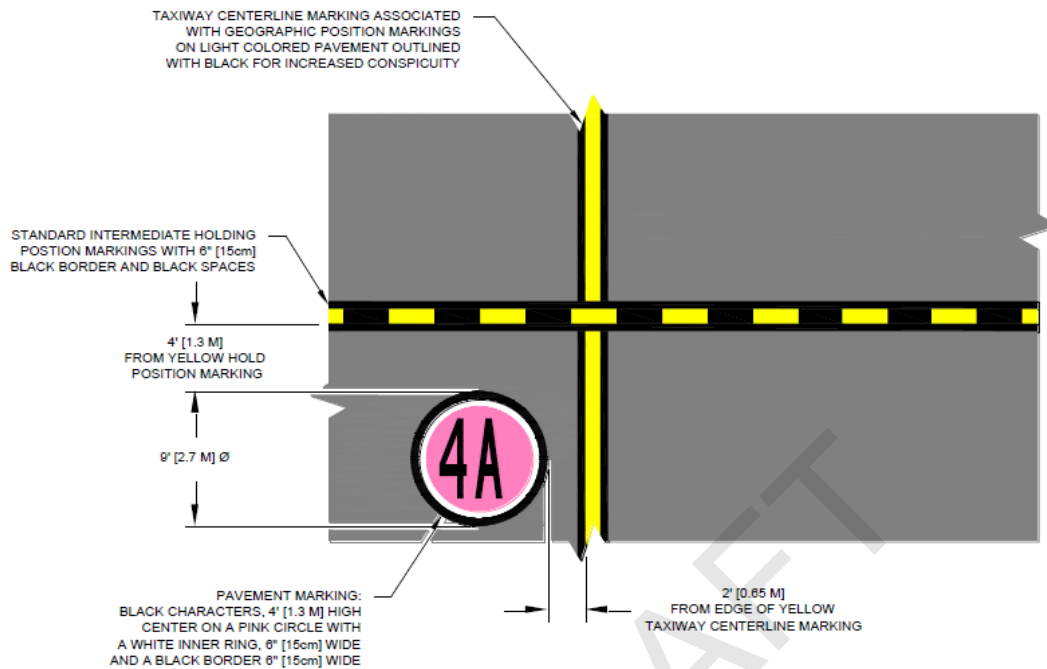 TAXIWAY CENTERLINE MARKING ASSOCIATED
WITH GEOGRAPHIC POSITION MARKINGS
ON LIGHT COLORED PAVEMENT OUTLINED
WITH BLACK FOR INCREASED CONSPICUITY
STANDARD INTERMEDIATE HOLDING
POSTION MARKINGS WITH 6" [15cm]
BLACK BORDER AND BLACK SPACES
4' [1.3 M]
FROM YELLOW HOLD
POSITION MARKING
9' [2.7 M] Ø
4A
PAVEMENT MARKING:
BLACK CHARACTERS, 4' [1.3 M] HIGH
CENTER ON A PINK CIRCLE WITH
A WHITE INNER RING, 6" [15cm] WIDE
AND A BLACK BORDER 6" [15cm] WIDE
2' [0.65 M]
FROM EDGE OF YELLOW
TAXIWAY CENTERLINE MARKING
AFT